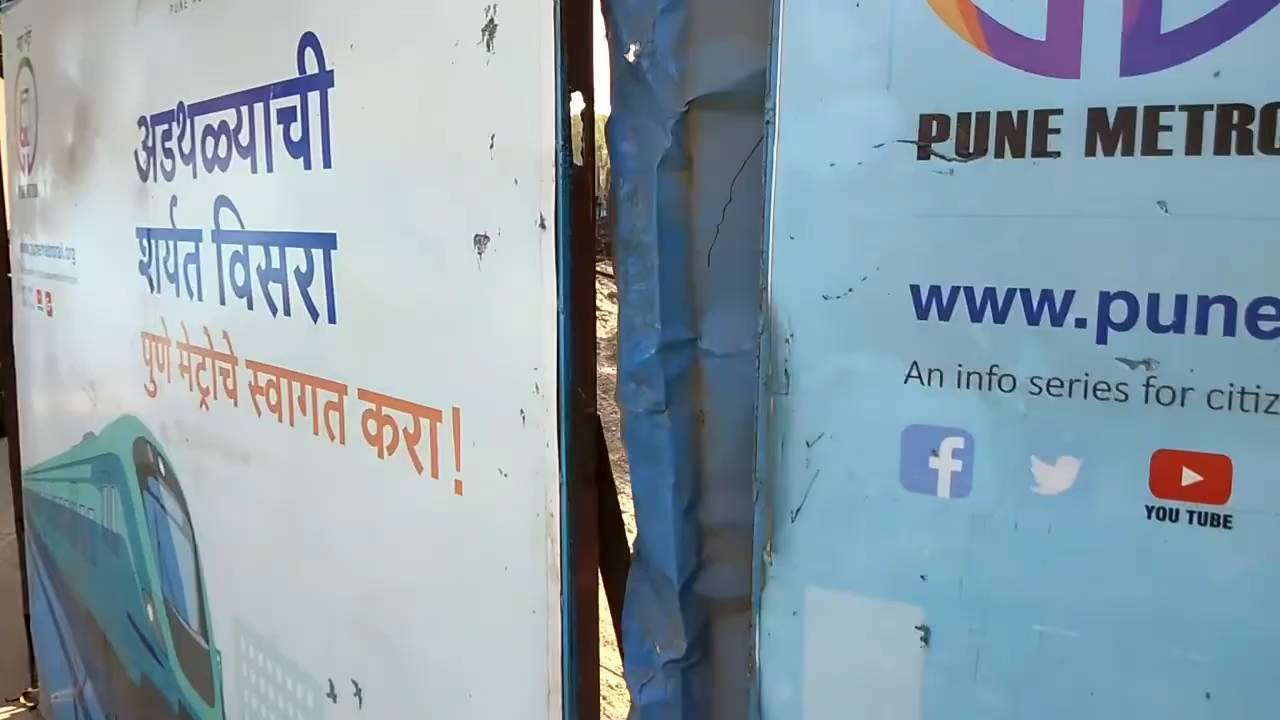 अडथळ्याची
शर्यत विसरा
पुणे मेट्रोचे स्वागत करा!
PUNE METRO
www.pune
An info series for citiz
YOU TUBE